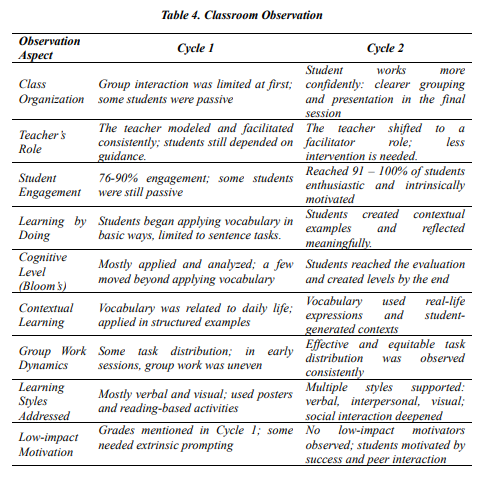 Table 4. Classroom Observation
Observation Aspect | Cycle 1 | Cycle 2
Class Organization | Group interaction was limited at first; some students were passive | Student works more confidently: clearer grouping and presentation in the final session
Teacher's Role | The teacher modeled and facilitated consistently; students still depended on guidance. | The teacher shifted to a facilitator role; less intervention is needed.
Student Engagement | 76-90% engagement; some students were still passive | Reached 91 – 100% of students enthusiastic and intrinsically motivated
Learning by Doing | Students began applying vocabulary in basic ways, limited to sentence tasks. | Students created contextual examples and reflected meaningfully.
Cognitive Level (Bloom's) | Mostly applied and analyzed; a few moved beyond applying vocabulary | Students reached the evaluation and created levels by the end
Contextual Learning | Vocabulary was related to daily life; applied in structured examples | Vocabulary used real-life expressions and student-generated contexts
Group Work Dynamics | Some task distribution; in early sessions, group work was uneven | Effective and equitable task distribution was observed consistently
Learning Styles Addressed | Mostly verbal and visual; used posters and reading-based activities | Multiple styles supported: verbal, interpersonal, visual; social interaction deepened
Low-impact Motivation | Grades mentioned in Cycle 1; some needed extrinsic prompting | No low-impact motivators observed; students motivated by success and peer interaction